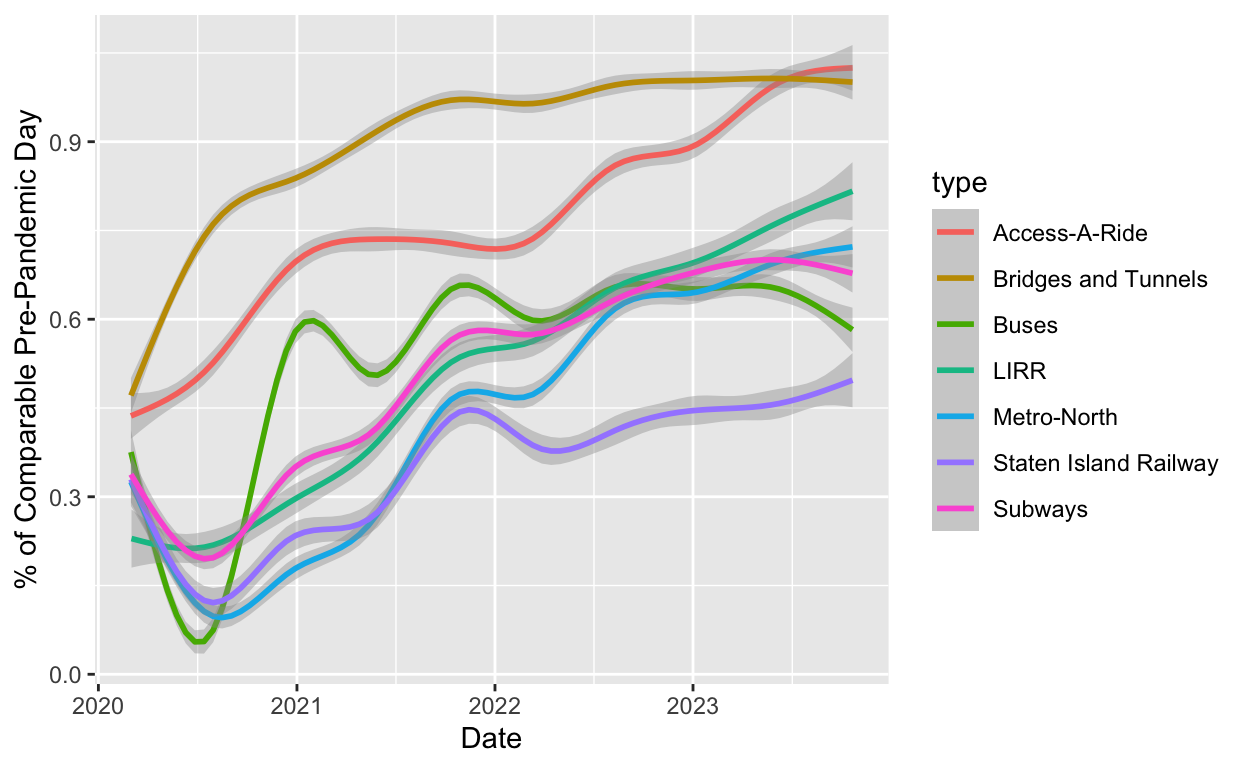 % of Comparable Pre-Pandemic Day
0.9
0.6
0.3
0.0
2020
2021
2022
2023
Date
type
Access-A-Ride
Bridges and Tunnels
Buses
LIRR
Metro-North
Staten Island Railway
Subways